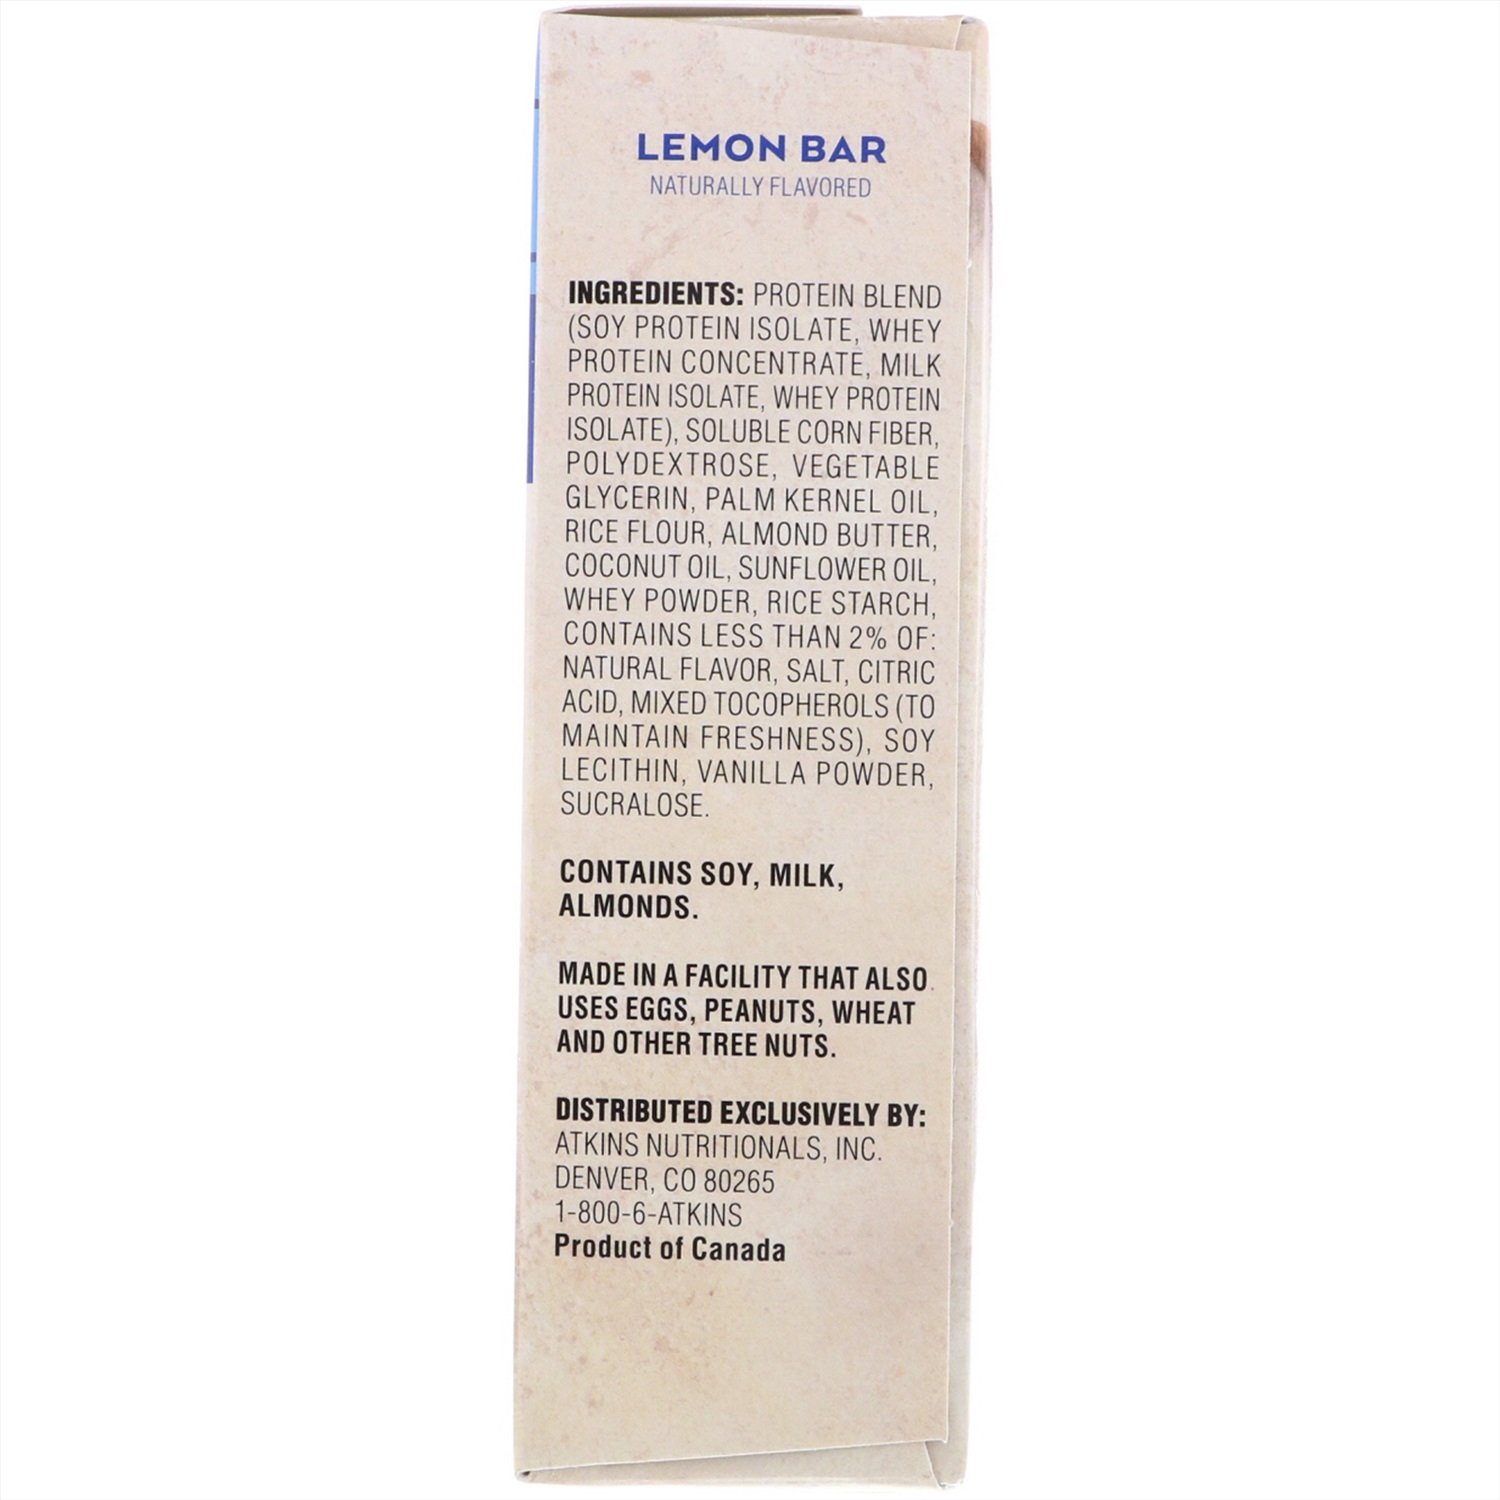 LEMON BAR
NATURALLY FLAVORED
INGREDIENTS: PROTEIN BLEND
(SOY PROTEIN ISOLATE, WHEY
PROTEIN CONCENTRATE, MILK
PROTEIN ISOLATE, WHEY PROTEIN
ISOLATE), SOLUBLE CORN FIBER,
POLYDEXTROSE, VEGETABLE
GLYCERIN, PALM KERNEL OIL,
RICE FLOUR, ALMOND BUTTER,
COCONUT OIL, SUNFLOWER OIL,
WHEY POWDER, RICE STARCH,
CONTAINS LESS THAN 2% OF:
NATURAL FLAVOR, SALT, CITRIC
ACID, MIXED TOCOPHEROLS (TO
MAINTAIN FRESHNESS), SOY
LECITHIN, VANILLA POWDER,
SUCRALOSE.
CONTAINS SOY, MILK,
ALMONDS.
MADE IN A FACILITY THAT ALSO
USES EGGS, PEANUTS, WHEAT
AND OTHER TREE NUTS.
DISTRIBUTED EXCLUSIVELY BY:
ATKINS NUTRITIONALS, INC.
DENVER, CO 80265
1-800-6-ATKINS
Product of Canada